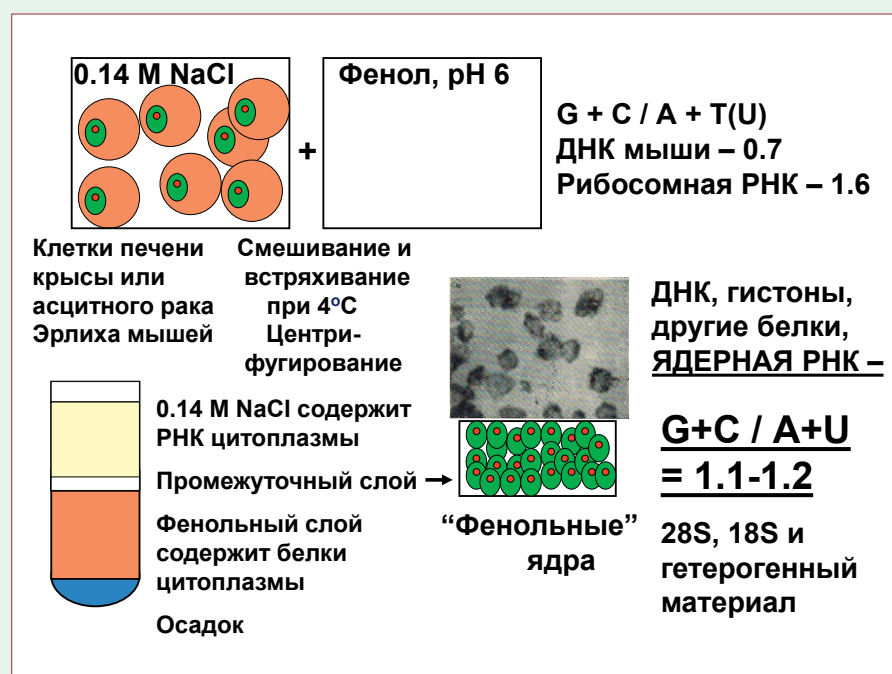 0.14 M NaCl
Фенол, pH 6
+
G + C / A + T(U)
ДНК мыши – 0.7
Рибосомная РНК – 1.6
Клетки печени
крысы или
асцитного рака
Эрлиха мышей
Смешивание и
встряхивание
при 4°C
Центри-
фугирование
ДНК, гистоны,
другие белки,
ЯДЕРНАЯ РНК –
G+C / A+U
= 1.1-1.2
28S, 18S и
гетерогенный
материал
0.14 M NaCl содержит
РНК цитоплазмы
Промежуточный слой
Фенольный слой
содержит белки
цитоплазмы
Осадок
“Фенольные”
ядра